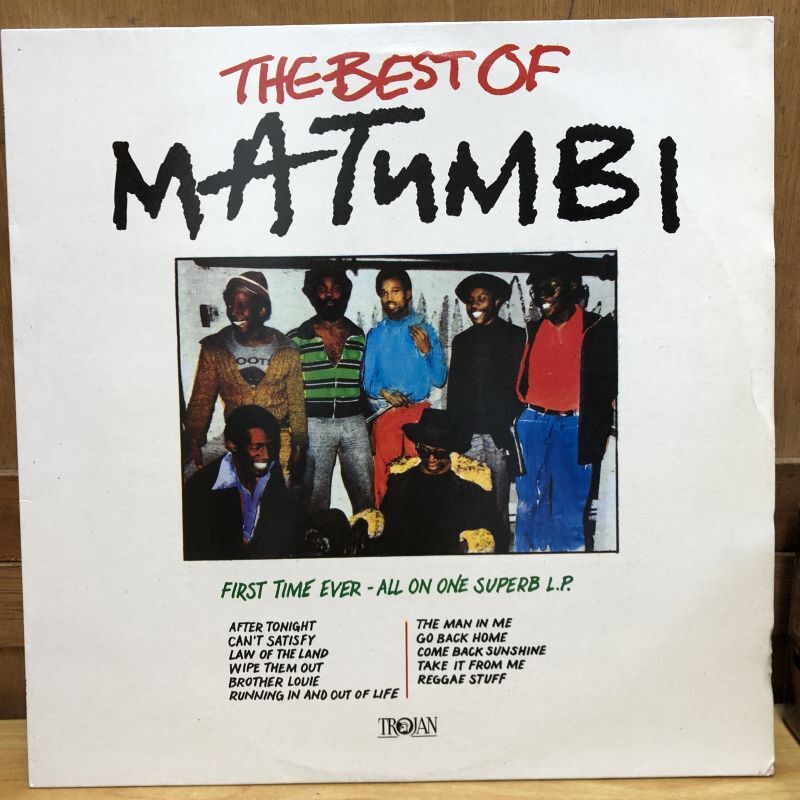 THE BEST OF
MATUMBI
OOTS
FIRST TIME EVER - ALL ON ONE SUPERB L.P.
AFTER TONIGHT
CAN'T SATISFY
LAW OF THE LAND
WIPE THEM OUT
BROTHER LOUIE
RUNNING IN AND OUT OF LIFE
THE MAN IN ME
GO BACK HOME
COME BACK SUNSHINE
TAKE IT FROM ME
REGGAE STUFF
TROJAN